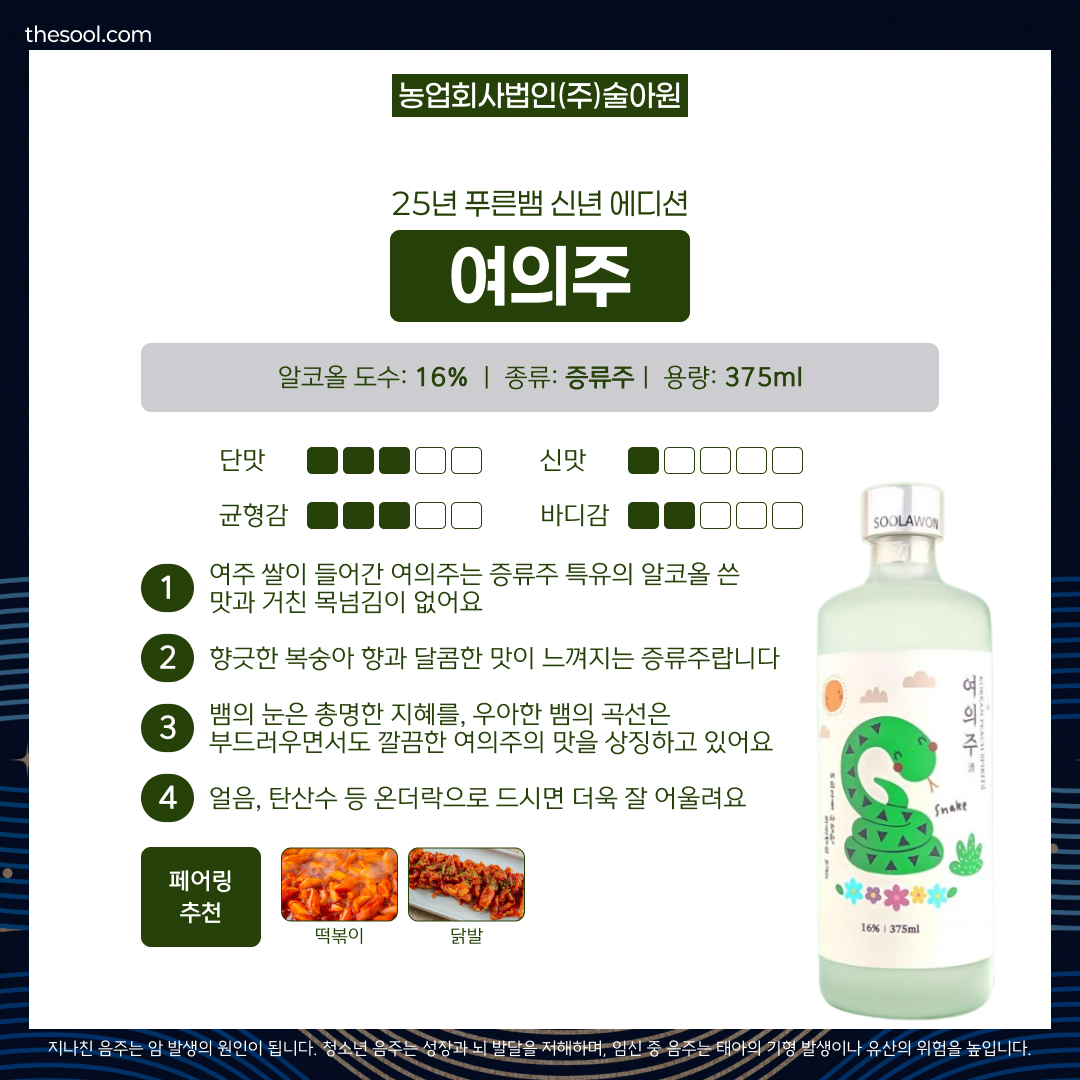 thesool.com
농업회사법인(주)술아원
25년 푸른뱀 신년 에디션
여의주
알코올 도수: 16% | 종류: 증류주 | 용량: 375ml
단맛
신맛
균형감
바디감
1 여주 쌀이 들어간 여의주는 증류주 특유의 알코올 쓴
맛과 거친 목넘김이 없어요
2 향긋한 복숭아 향과 달콤한 맛이 느껴지는 증류주랍니다
3 뱀의 눈은 총명한 지혜를, 우아한 뱀의 곡선은
부드러우면서도 깔끔한 여의주의 맛을 상징하고 있어요
4 얼음, 탄산수 등 온더락으로 드시면 더욱 잘 어울려요
페어링
추천
떡볶이
닭발
SOOLAWON
여의주 酒
KOREAN PEACH SPIRITS
Snake
16% | 375ml
지나친 음주는 암 발생의 원인이 됩니다. 청소년 음주는 성장과 뇌 발달을 저해하며, 임신 중 음주는 태아의 기형 발생이나 유산의 위험을 높입니다.